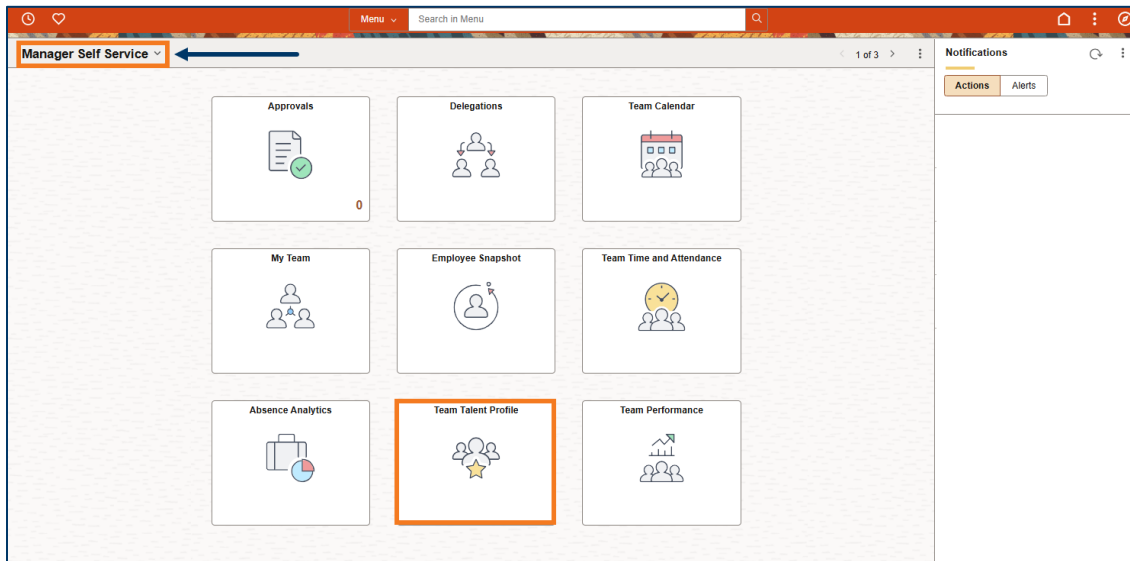 Menu
Search in Menu
Manager Self Service
1 of 3
Notifications
Actions
Alerts
Approvals
0
Delegations
Team Calendar
My Team
Employee Snapshot
Team Time and Attendance
Absence Analytics
Team Talent Profile
Team Performance